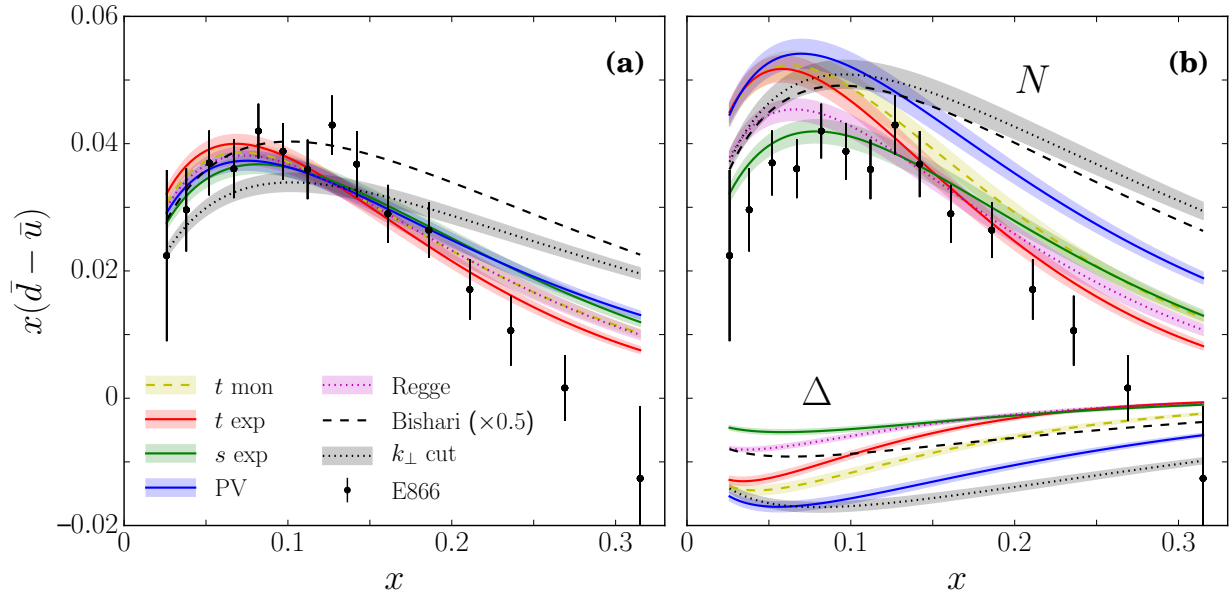 0.06
0.04
0.02
0
−0.02
x(d̄ − ū)
(a)
t mon
t exp
s exp
PV
Regge
Bishari (×0.5)
k⊥ cut
E866
0 0.1 0.2 0.3
x
(b)
N
Δ
0 0.1 0.2 0.3
x